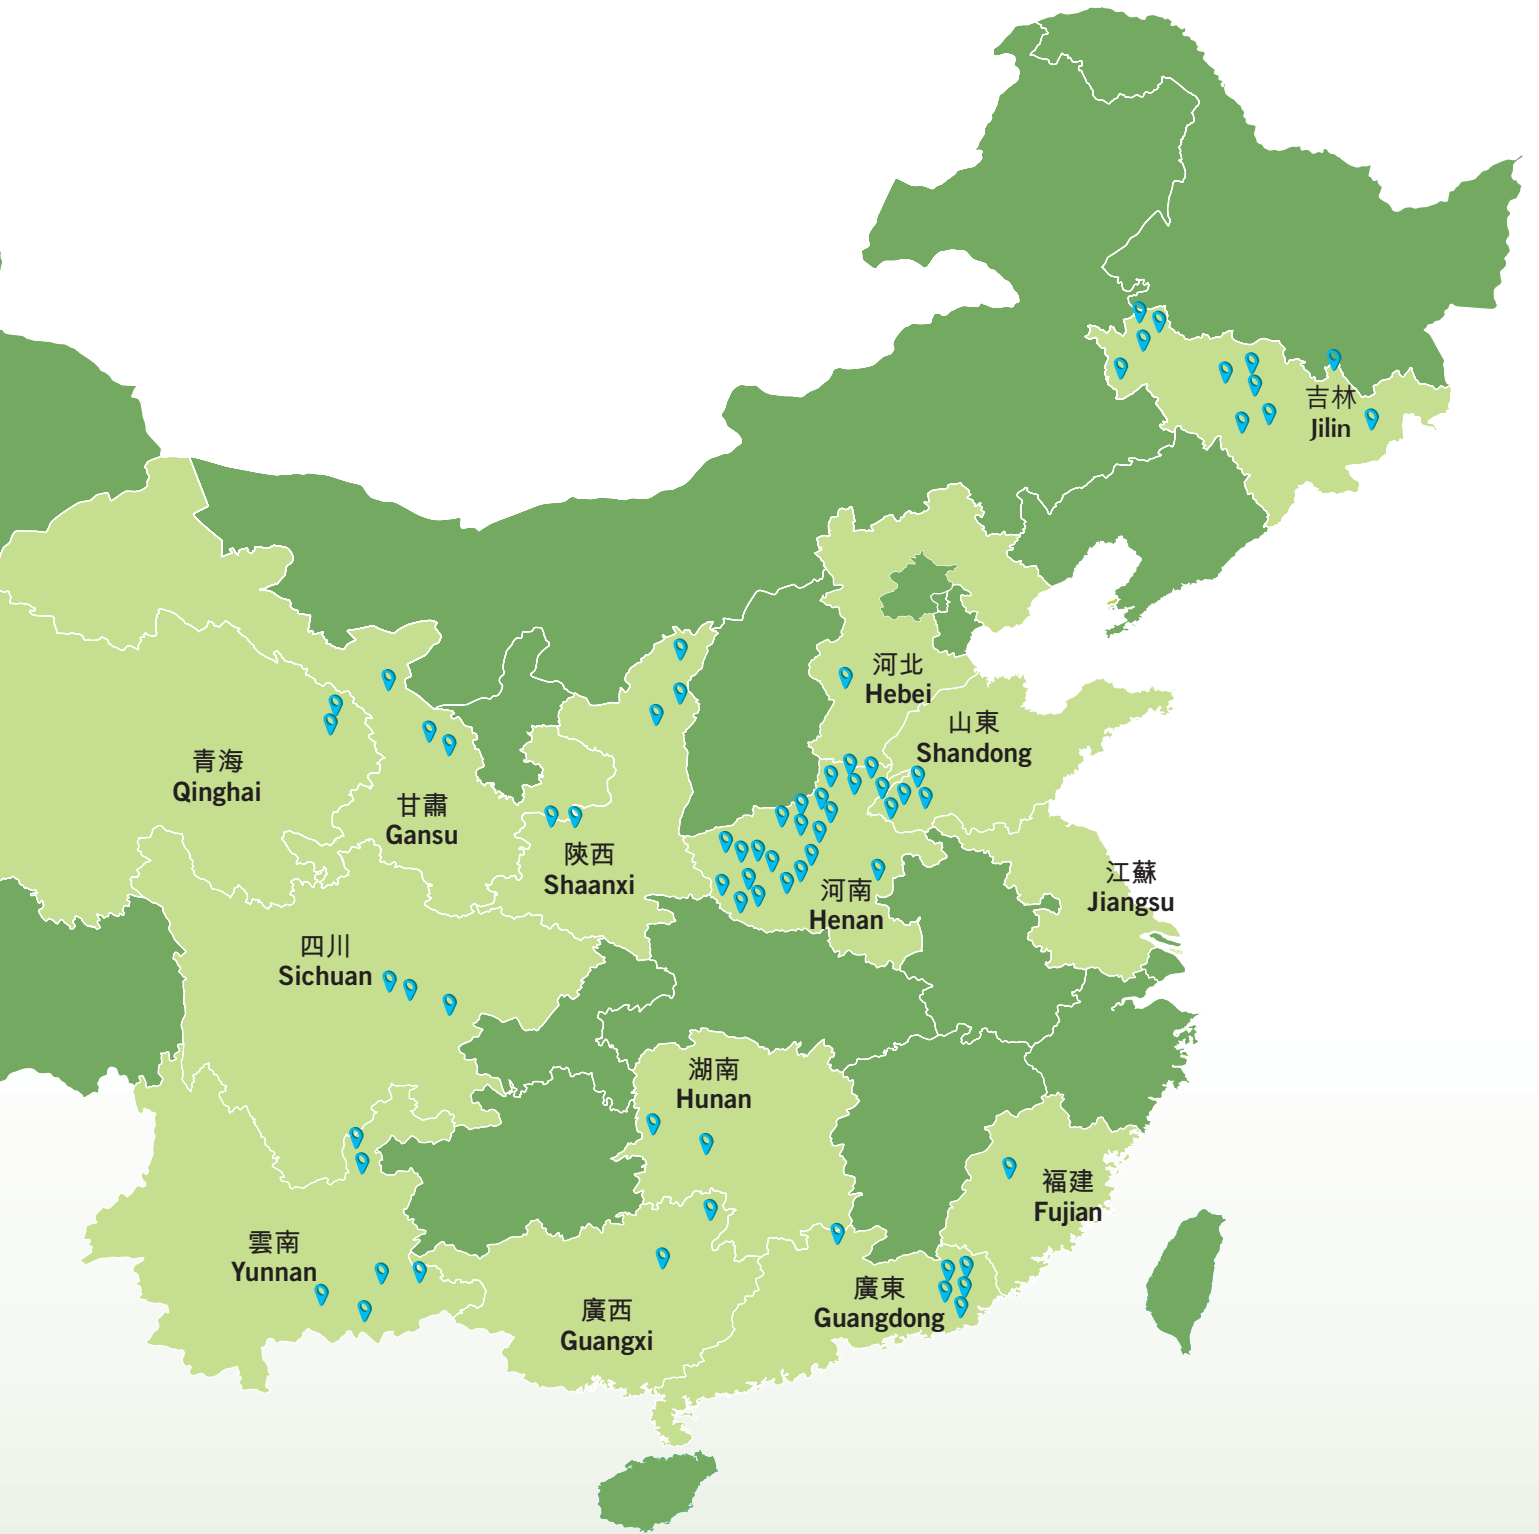 吉林
Jilin
河北
Hebei
山東
Shandong
青海
Qinghai
甘肅
Gansu
陝西
Shaanxi
河南
Henan
江蘇
Jiangsu
四川
Sichuan
湖南
Hunan
福建
Fujian
雲南
Yunnan
廣西
Guangxi
廣東
Guangdong